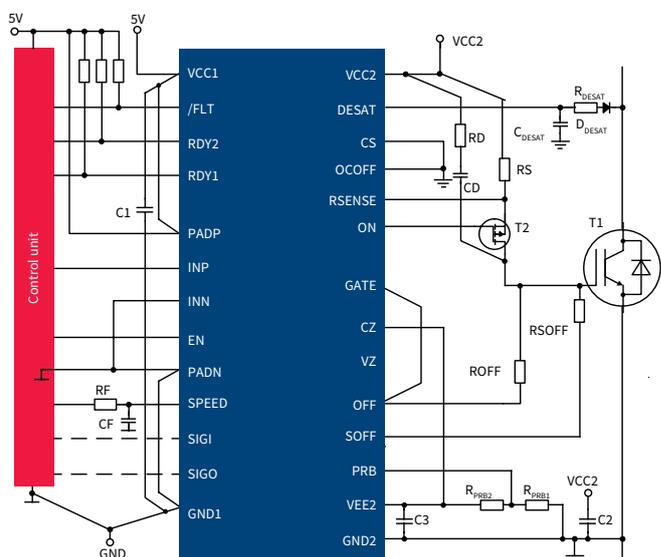 5V
5V
VCC2
VCC1
VCC2
/FLT
DESAT
RDESAT
CDESAT
DDESAT
RDY2
CS
RD
RDY1
OCOFF
RS
CD
RSENSE
C1
PADP
ON
T2
T1
Control unit
INP
INN
GATE
EN
CZ
RSOFF
VZ
PADN
ROFF
RF
SPEED
OFF
CF
SIGI
SOFF
SIGO
PRB
VCC2
RPRB2
RPRB1
GND1
VEE2
C3
C2
GND2
GND